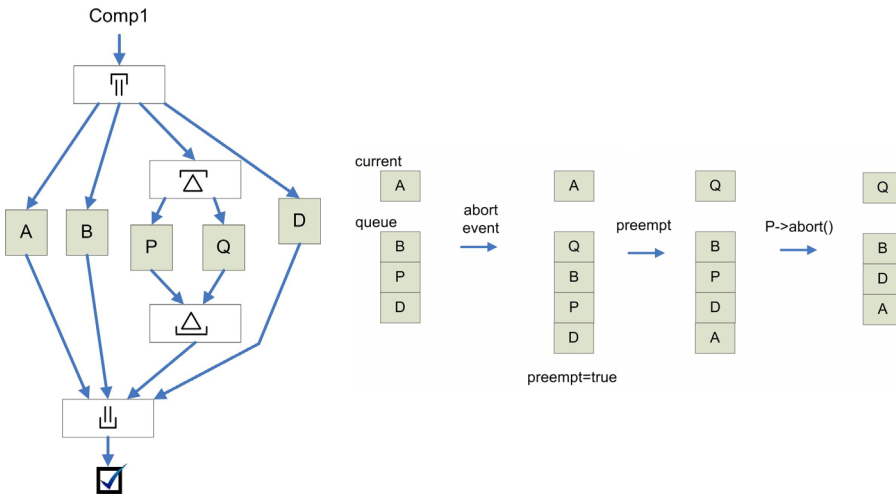 Comp1
A
B
P
Q
D
current
A
queue
B
P
D
abort
event
A
Q
B
P
D
preempt=true
preempt
Q
B
P
D
A
P->abort()
Q
B
D
A